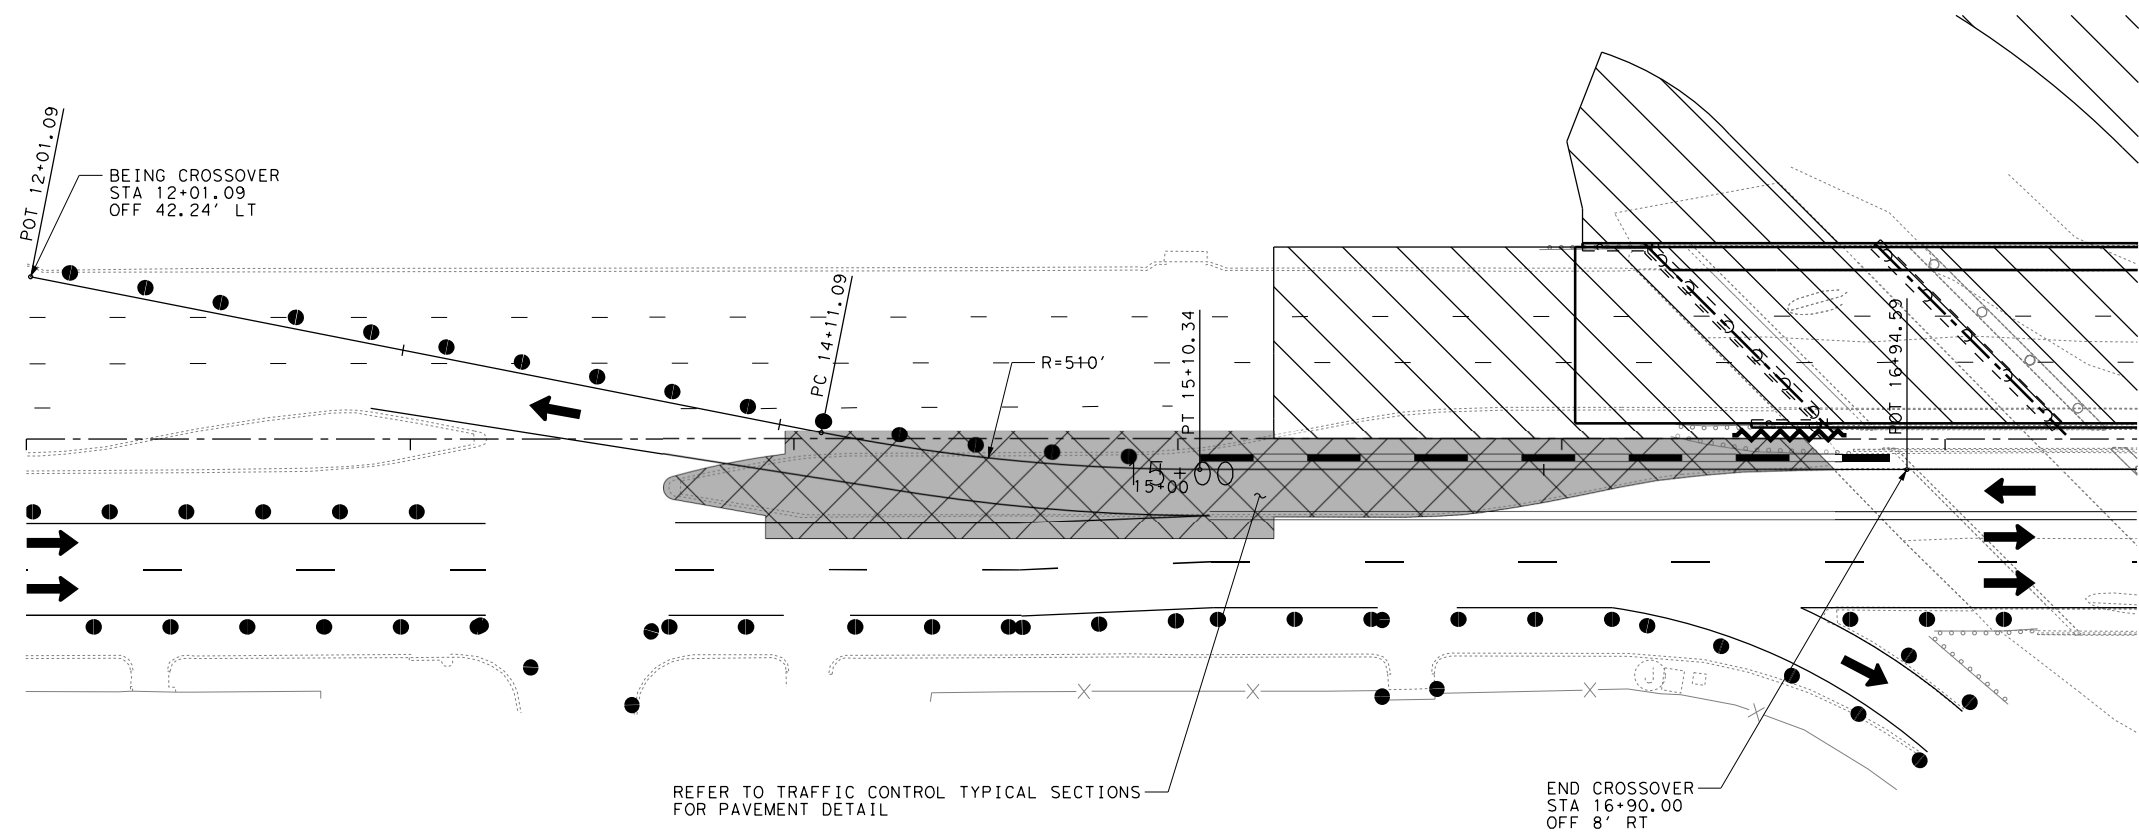 POT 12+01.09
BEING CROSSOVER
STA 12+01.09
OFF 42.24' LT
PC 14+11.09
R=510'
PT 15+10.34
15+00
15+00
POT 16+94.59
REFER TO TRAFFIC CONTROL TYPICAL SECTIONS
FOR PAVEMENT DETAIL
END CROSSOVER
STA 16+90.00
OFF 8' RT